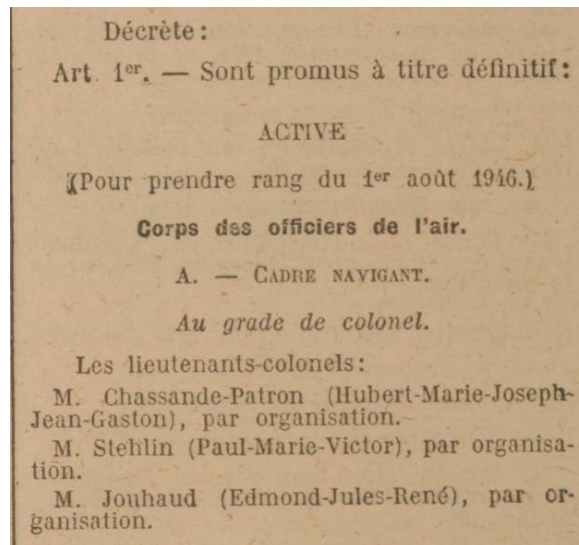 Décrète :
Art. 1er. — Sont promus à titre définitif :
ACTIVE
(Pour prendre rang du 1er août 1946.)
Corps des officiers de l'air.
A. — CADRE NAVIGANT.
Au grade de colonel.
Les lieutenants-colonels :
M. Chassande-Patron (Hubert-Marie-Joseph-
Jean-Gaston), par organisation.
M. Stehlin (Paul-Marie-Victor), par organisa-
tion.
M. Jouhaud (Edmond-Jules-René), par or-
ganisation.